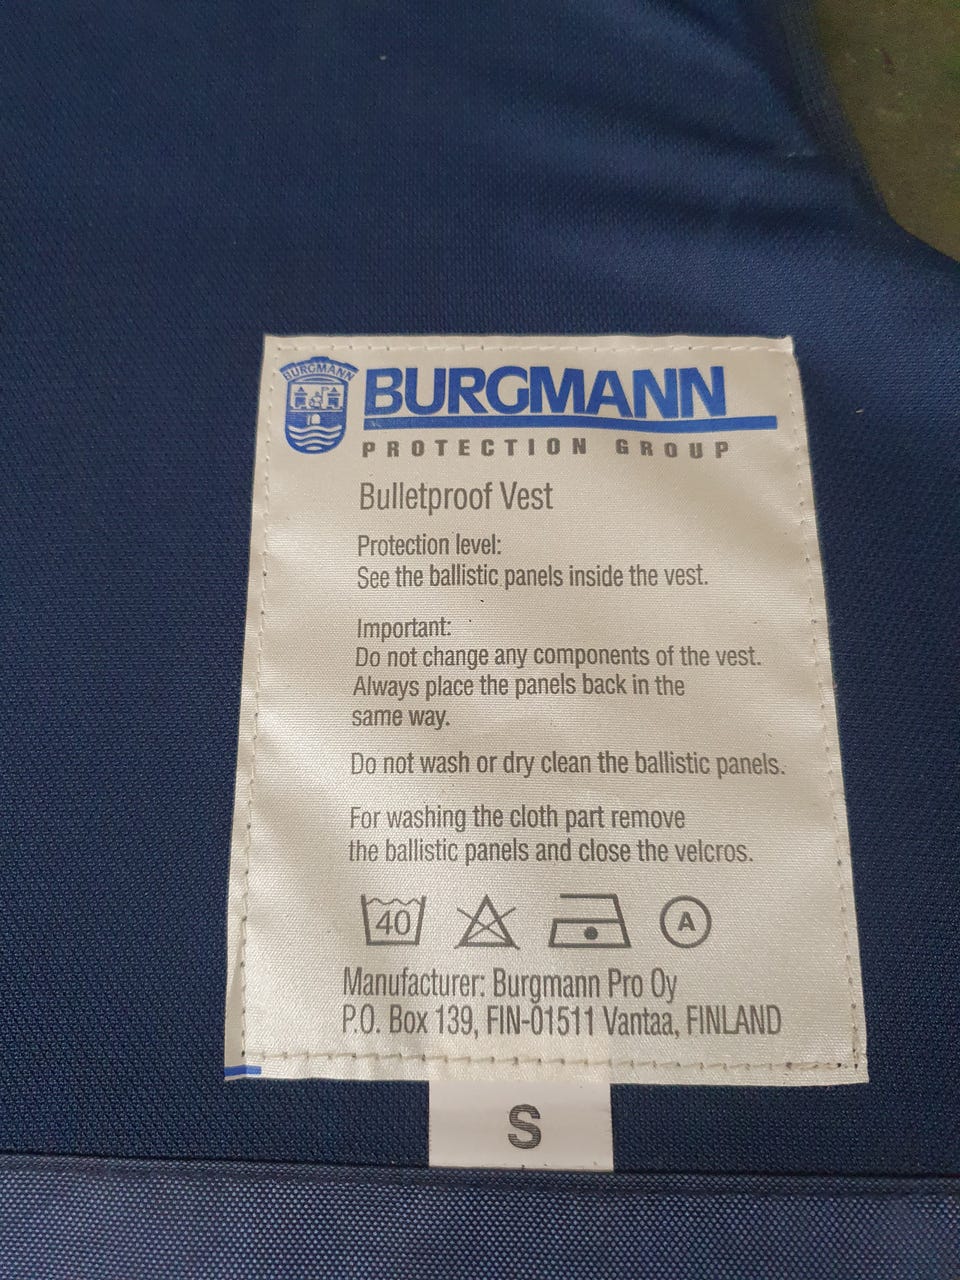 BURGMANN
BURGMANN
PROTECTION GROUP
Bulletproof Vest
Protection level:
See the ballistic panels inside the vest.
Important:
Do not change any components of the vest.
Always place the panels back in the
same way.
Do not wash or dry clean the ballistic panels.
For washing the cloth part remove
the ballistic panels and close the velcros.
40 A
Manufacturer: Burgmann Pro Oy
P.O. Box 139, FIN-01511 Vantaa, FINLAND
S